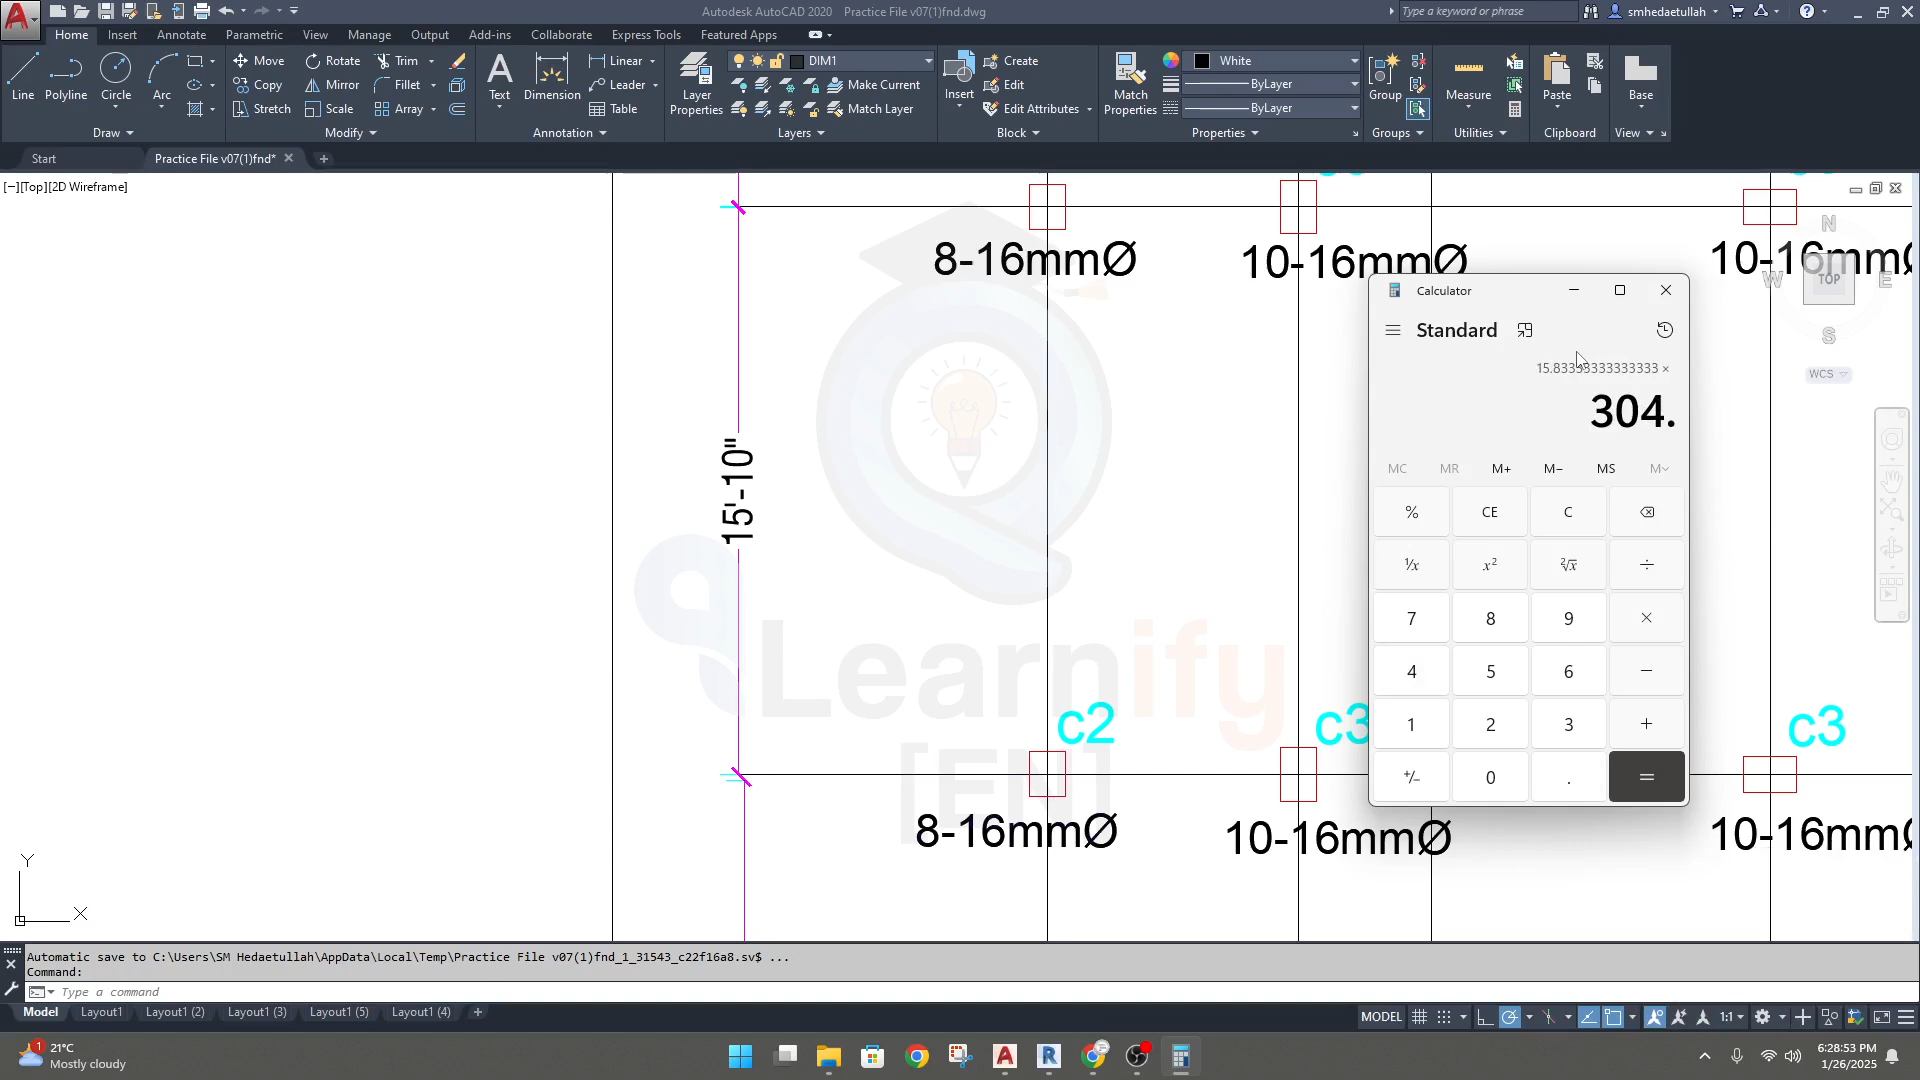 Autodesk AutoCAD 2020 Practice File v07(1)fnd.dwg
Type a keyword or phrase
smhedaetullah
Home Insert Annotate Parametric View Manage Output Add-ins Collaborate Express Tools Featured Apps
Line Polyline Circle Arc
Move Rotate Trim
Copy Mirror Fillet
Stretch Scale Array
Text Dimension
Linear
Leader
Table
Layer Properties
DIM1
Make Current
Match Layer
Insert
Create
Edit
Edit Attributes
Match Properties
White
ByLayer
ByLayer
Group
Measure
Paste
Base
Draw Modify Annotation Layers Block Properties Groups Utilities Clipboard View
Start
Practice File v07(1)fnd*
[−][Top][2D Wireframe]
8-16mmØ
10-16mmØ
10-16mmØ
N
W
TOP
E
S
WCS
15'-10"
Learnify
[EN]
c2
c3
c3
8-16mmØ
10-16mmØ
10-16mmØ
Calculator
Standard
15.83333333333333 ×
304.
MC MR M+ M− MS M
% CE C
¹/x x² ²√x ÷
7 8 9 ×
4 5 6 −
1 2 3 +
+/− 0 . =
Y
X
Automatic save to C:\Users\SM Hedaetullah\AppData\Local\Temp\Practice File v07(1)fnd_1_31543_c22f16a8.sv$ ...
Command:
Type a command
Model Layout1 Layout1 (2) Layout1 (3) Layout1 (5) Layout1 (4)
MODEL
1:1
1
21°C
Mostly cloudy
6:28:53 PM
1/26/2025